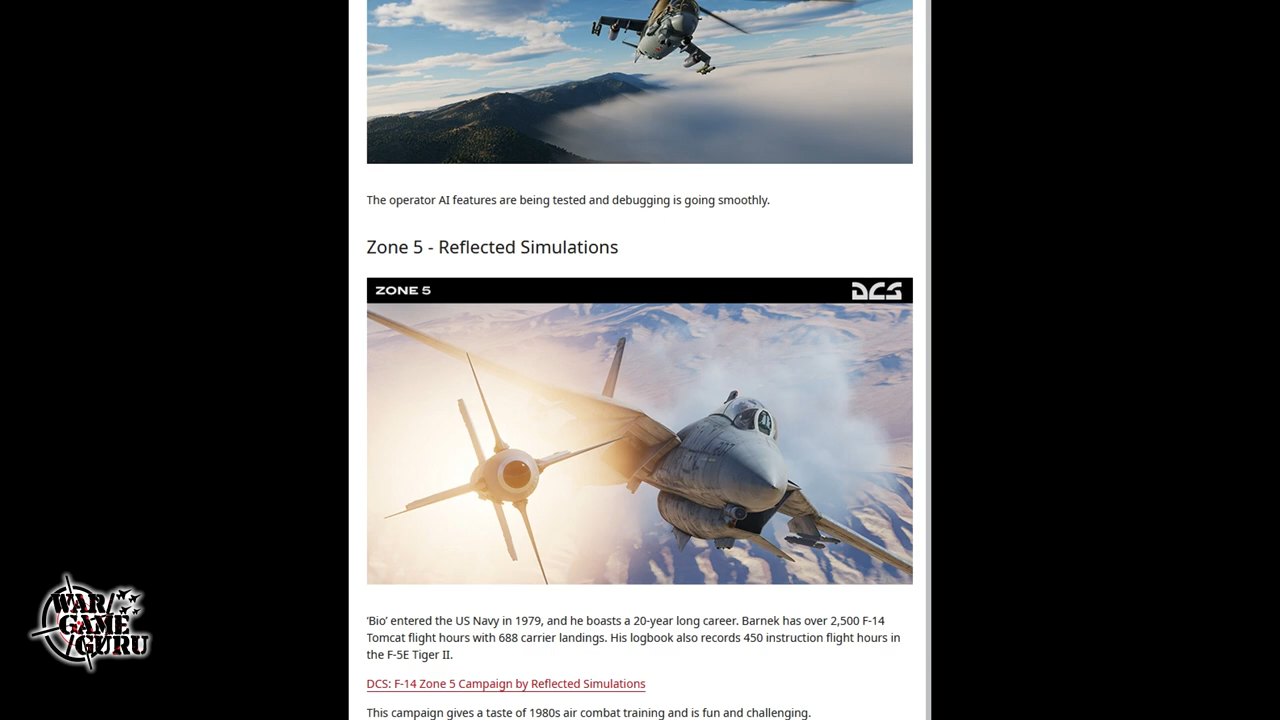 The operator AI features are being tested and debugging is going smoothly.
Zone 5 - Reflected Simulations
ZONE 5
DCS
‘Bio’ entered the US Navy in 1979, and he boasts a 20-year long career. Barnek has over 2,500 F-14
Tomcat flight hours with 688 carrier landings. His logbook also records 450 instruction flight hours in
the F-5E Tiger II.
DCS: F-14 Zone 5 Campaign by Reflected Simulations
This campaign gives a taste of 1980s air combat training and is fun and challenging.
WAR/
GAME
/GURU